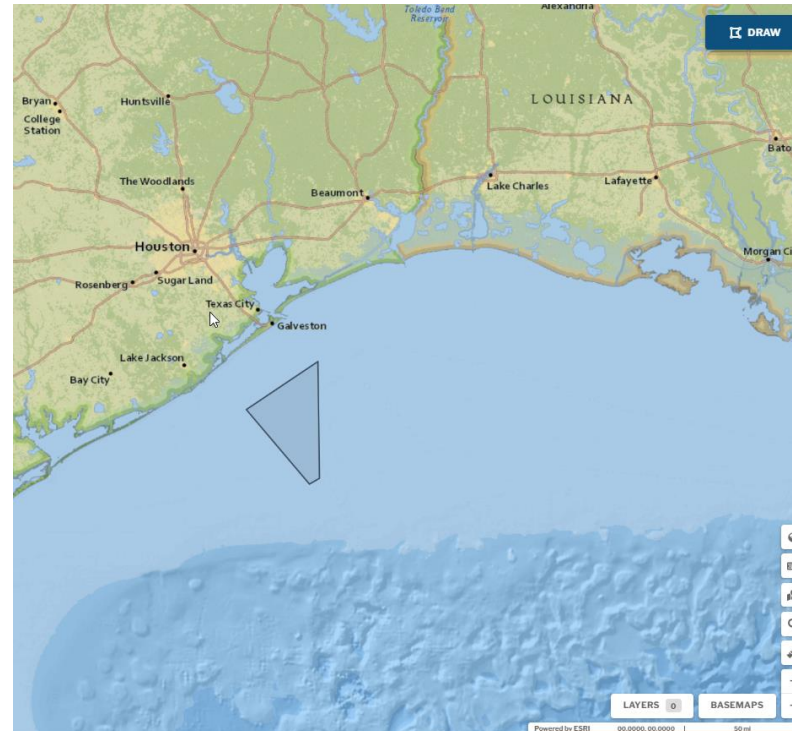 Toledo Bend
Reservoir
Alexandria
DRAW
Bryan
College
Station
Huntsville
LOUISIANA
Bato
The Woodlands
Beaumont
Lake Charles
Lafayette
Houston
Morgan Ci
Rosenberg
Sugar Land
Texas City
Galveston
Lake Jackson
Bay City
LAYERS 0
BASEMAPS
Powered by ESRI
00.0000, 00.0000
50 mi